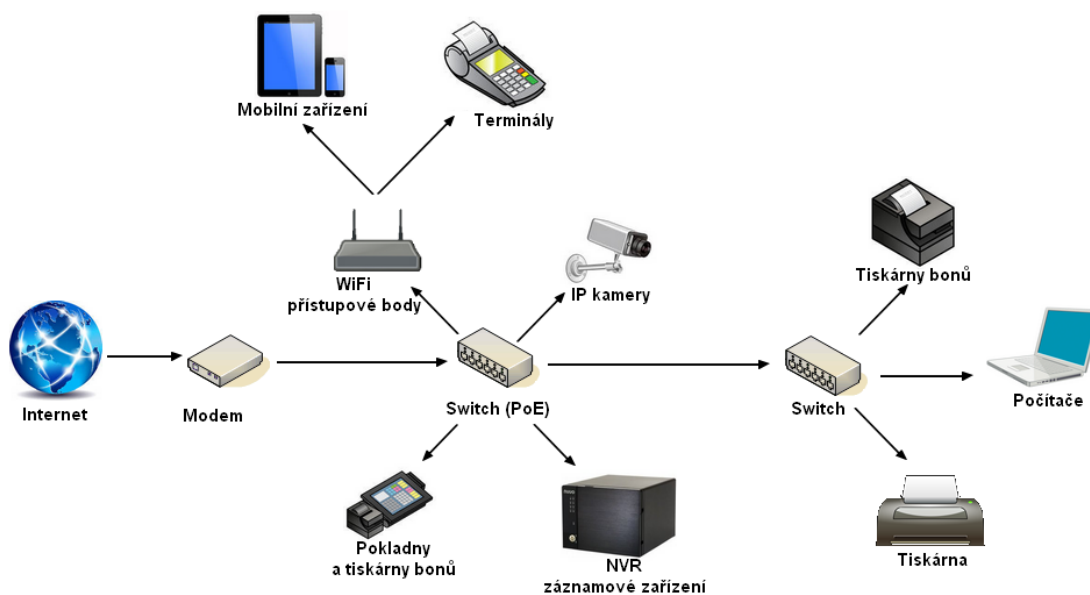 Mobilní zařízení
Terminály
WiFi
přístupové body
IP kamery
Tiskárny bonů
Internet
Modem
Switch (PoE)
Switch
Počítače
Pokladny
a tiskárny bonů
NVR
záznamové zařízení
Tiskárna